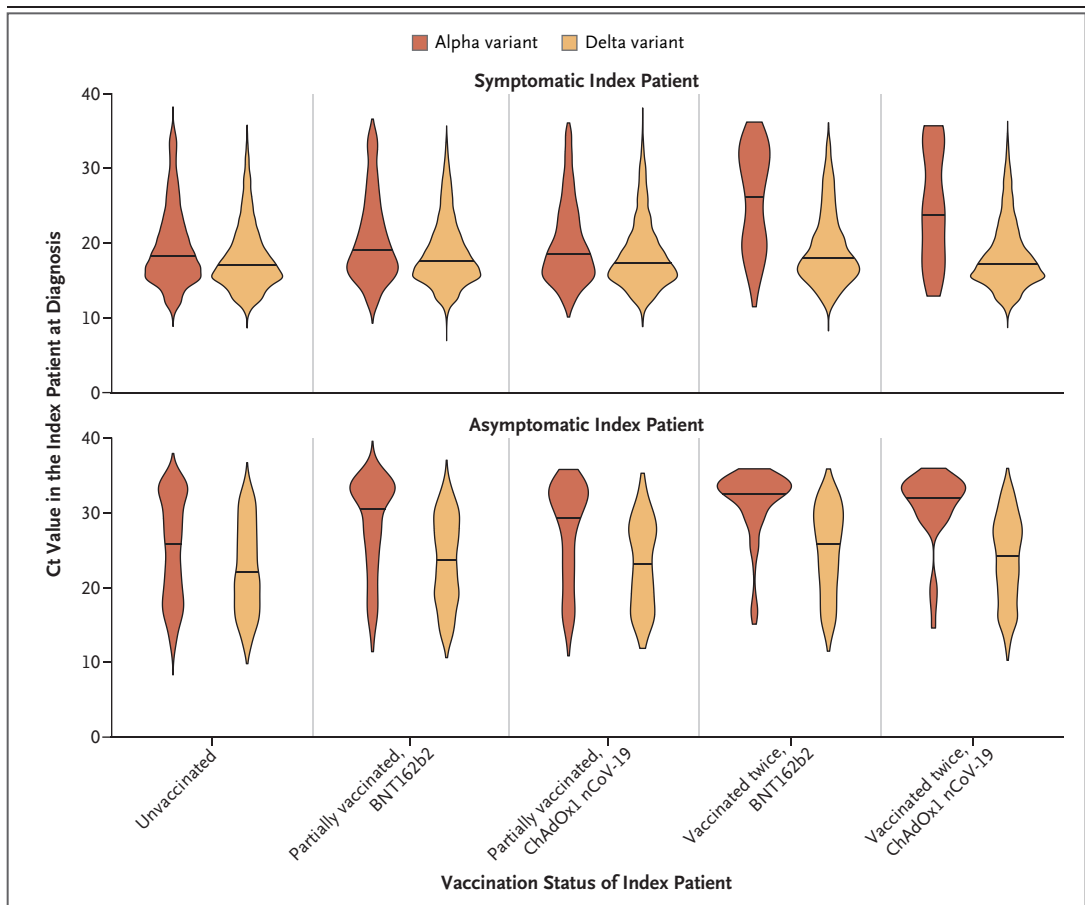 Alpha variant Delta variant
Symptomatic Index Patient
40
30
20
10
0
Asymptomatic Index Patient
40
30
20
10
0
Ct Value in the Index Patient at Diagnosis
Unvaccinated
Partially vaccinated,
BNT162b2
Partially vaccinated,
ChAdOx1 nCoV-19
Vaccinated twice,
BNT162b2
Vaccinated twice,
ChAdOx1 nCoV-19
Vaccination Status of Index Patient